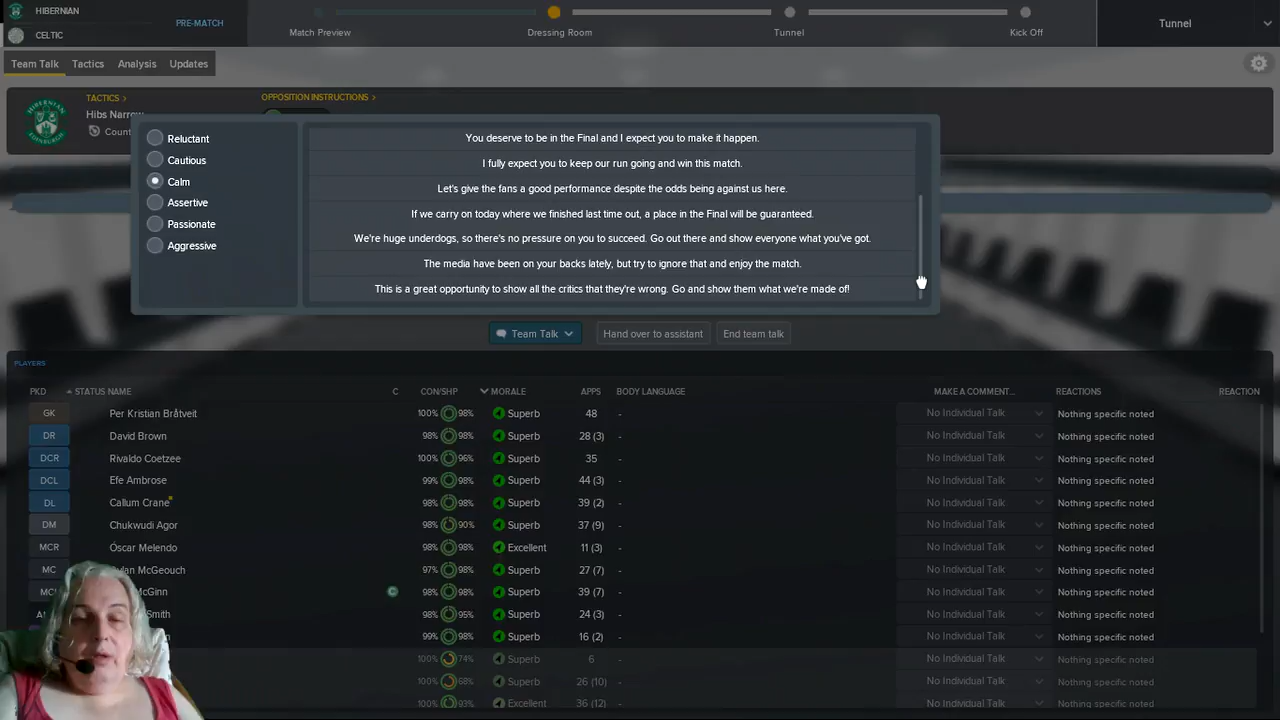 HIBERNIAN
CELTIC
PRE-MATCH
Match Preview
Dressing Room
Tunnel
Kick Off
Tunnel
Team Talk
Tactics
Analysis
Updates
TACTICS >
Hibs Narrow
Count
OPPOSITION INSTRUCTIONS >
Reluctant
Cautious
Calm
Assertive
Passionate
Aggressive
You deserve to be in the Final and I expect you to make it happen.
I fully expect you to keep our run going and win this match.
Let's give the fans a good performance despite the odds being against us here.
If we carry on today where we finished last time out, a place in the Final will be guaranteed.
We're huge underdogs, so there's no pressure on you to succeed. Go out there and show everyone what you've got.
The media have been on your backs lately, but try to ignore that and enjoy the match.
This is a great opportunity to show all the critics that they're wrong. Go and show them what we're made of!
Team Talk
Hand over to assistant
End team talk
PLAYERS
PKD STATUS NAME C CON/SHP MORALE APPS BODY LANGUAGE MAKE A COMMENT... REACTIONS REACTION
GK Per Kristian Bråtveit 100% 98% Superb 48 - No Individual Talk Nothing specific noted
DR David Brown 98% 98% Superb 28 (3) - No Individual Talk Nothing specific noted
DCR Rivaldo Coetzee 100% 96% Superb 35 - No Individual Talk Nothing specific noted
DCL Efe Ambrose 99% 98% Superb 44 (3) - No Individual Talk Nothing specific noted
DL Callum Crane 98% 98% Superb 39 (2) - No Individual Talk Nothing specific noted
DM Chukwudi Agor 98% 90% Superb 37 (9) - No Individual Talk Nothing specific noted
MCR Óscar Melendo 98% 98% Excellent 11 (3) - No Individual Talk Nothing specific noted
MC McGeouch 97% 98% Superb 27 (7) - No Individual Talk Nothing specific noted
McGinn C 98% 98% Superb 39 (7) - No Individual Talk Nothing specific noted
Smith 98% 95% Superb 24 (3) - No Individual Talk Nothing specific noted
99% 98% Superb 16 (2) - No Individual Talk Nothing specific noted
100% 74% Superb 6 - No Individual Talk Nothing specific noted
100% 68% Superb 26 (10) - No Individual Talk Nothing specific noted
100% 93% Excellent 36 (12) - No Individual Talk Nothing specific noted